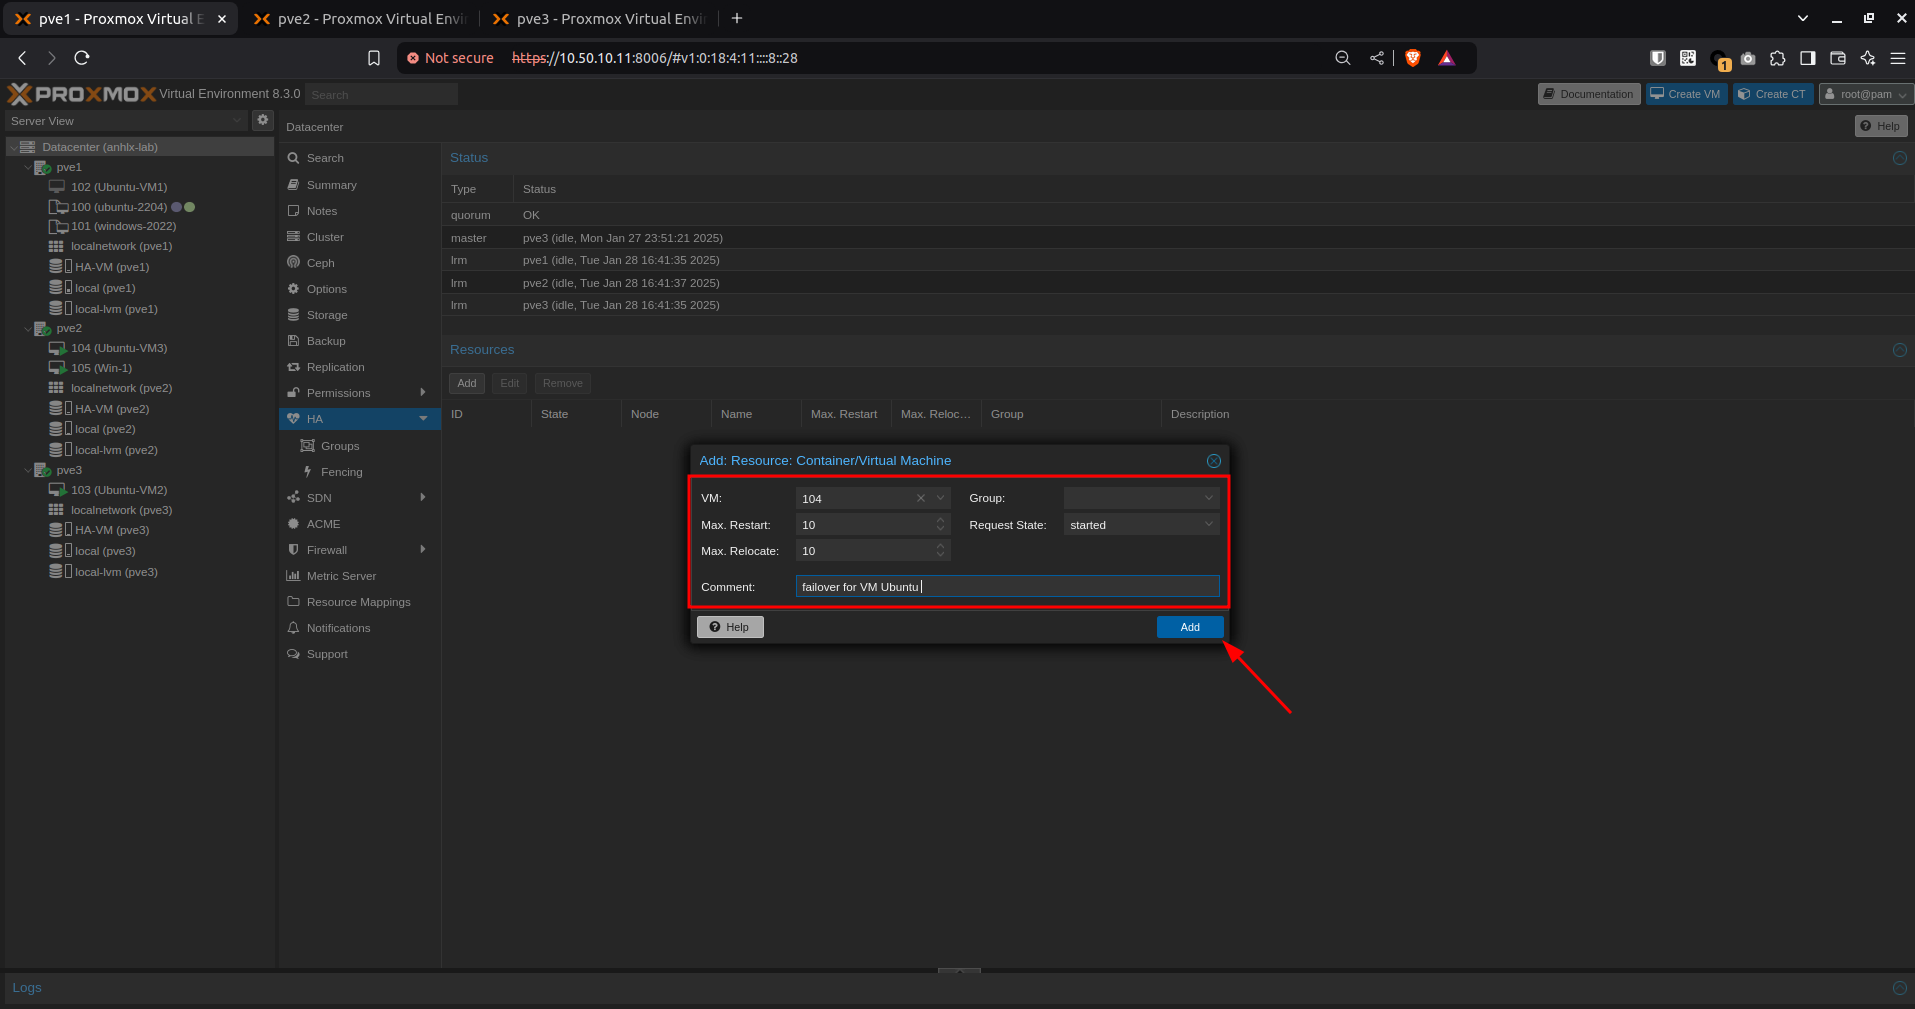 pve1 - Proxmox Virtual E
pve2 - Proxmox Virtual Envi
pve3 - Proxmox Virtual Envi
Not secure https://10.50.10.11:8006/#v1:0:18:4:11::::8::28
1
PROXMOX Virtual Environment 8.3.0 Search
Documentation Create VM Create CT root@pam
Server View
Datacenter (anhlx-lab)
pve1
102 (Ubuntu-VM1)
100 (ubuntu-2204)
101 (windows-2022)
localnetwork (pve1)
HA-VM (pve1)
local (pve1)
local-lvm (pve1)
pve2
104 (Ubuntu-VM3)
105 (Win-1)
localnetwork (pve2)
HA-VM (pve2)
local (pve2)
local-lvm (pve2)
pve3
103 (Ubuntu-VM2)
localnetwork (pve3)
HA-VM (pve3)
local (pve3)
local-lvm (pve3)
Datacenter
Help
Search
Summary
Notes
Cluster
Ceph
Options
Storage
Backup
Replication
Permissions
HA
Groups
Fencing
SDN
ACME
Firewall
Metric Server
Resource Mappings
Notifications
Support
Status
Type Status
quorum OK
master pve3 (idle, Mon Jan 27 23:51:21 2025)
lrm pve1 (idle, Tue Jan 28 16:41:35 2025)
lrm pve2 (idle, Tue Jan 28 16:41:37 2025)
lrm pve3 (idle, Tue Jan 28 16:41:35 2025)
Resources
Add Edit Remove
ID State Node Name Max. Restart Max. Reloc... Group Description
Add: Resource: Container/Virtual Machine
VM: 104 Group:
Max. Restart: 10 Request State: started
Max. Relocate: 10
Comment: failover for VM Ubuntu
Help Add
Logs